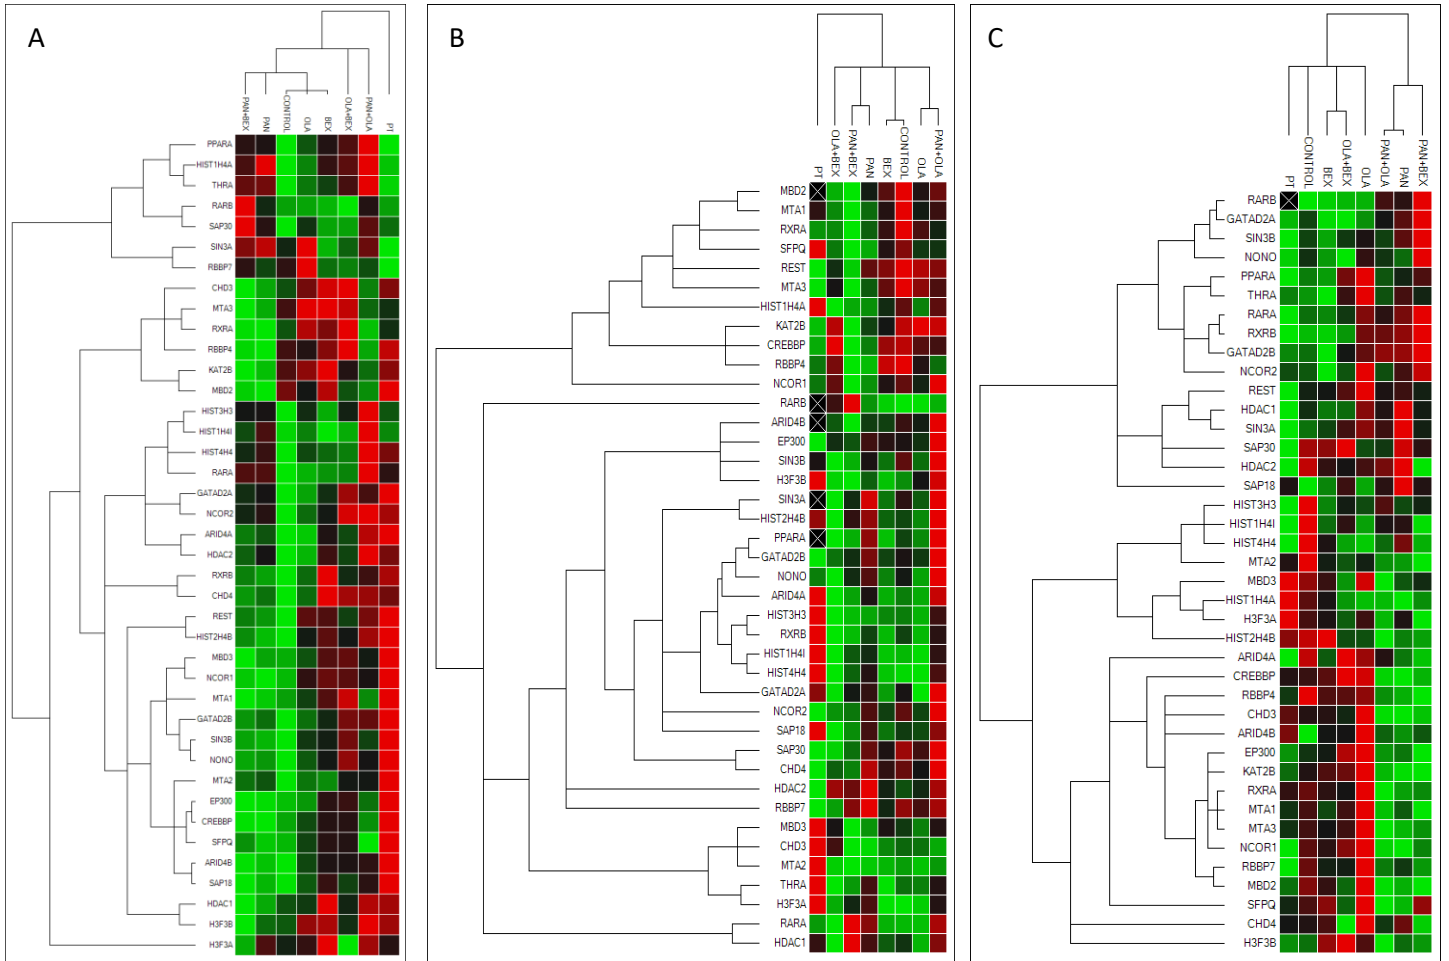 A
PAN+BEX
PAN
CONTROL
OLA
BEX
OLA+BEX
PAN+OLA
PT
PPARA
HIST1H4A
THRA
RARB
SAP30
SIN3A
RBBP7
CHD3
MTA3
RXRA
RBBP4
KAT2B
MBD2
HIST3H3
HIST1H4I
HIST4H4
RARA
GATAD2A
NCOR2
ARID4A
HDAC2
RXRB
CHD4
REST
HIST2H4B
MBD3
NCOR1
MTA1
GATAD2B
SIN3B
NONO
MTA2
EP300
CREBBP
SFPQ
ARID4B
SAP18
HDAC1
H3F3B
H3F3A
B
PT
OLA+BEX
PAN+BEX
PAN
BEX
CONTROL
OLA
PAN+OLA
MBD2
MTA1
RXRA
SFPQ
REST
MTA3
HIST1H4A
KAT2B
CREBBP
RBBP4
NCOR1
RARB
ARID4B
EP300
SIN3B
H3F3B
SIN3A
HIST2H4B
PPARA
GATAD2B
NONO
ARID4A
HIST3H3
RXRB
HIST1H4I
HIST4H4
GATAD2A
NCOR2
SAP18
SAP30
CHD4
HDAC2
RBBP7
MBD3
CHD3
MTA2
THRA
H3F3A
RARA
HDAC1
C
PT
CONTROL
BEX
OLA+BEX
OLA
PAN+OLA
PAN
PAN+BEX
RARB
GATAD2A
SIN3B
NONO
PPARA
THRA
RARA
RXRB
GATAD2B
NCOR2
REST
HDAC1
SIN3A
SAP30
HDAC2
SAP18
HIST3H3
HIST1H4I
HIST4H4
MTA2
MBD3
HIST1H4A
H3F3A
HIST2H4B
ARID4A
CREBBP
RBBP4
CHD3
ARID4B
EP300
KAT2B
RXRA
MTA1
MTA3
NCOR1
RBBP7
MBD2
SFPQ
CHD4
H3F3B